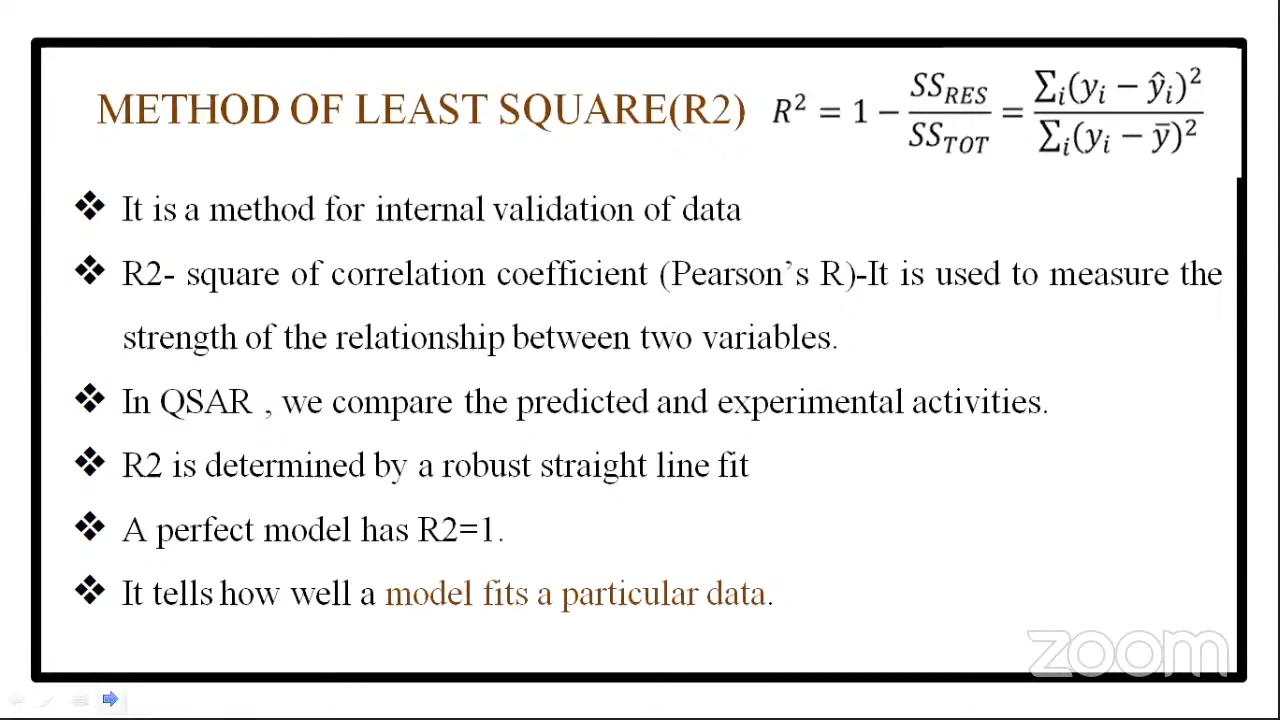 METHOD OF LEAST SQUARE(R2) R² = 1 − SS_RES / SS_TOT = ∑ᵢ(yᵢ − ŷᵢ)² / ∑ᵢ(yᵢ − ȳ)²
❖ It is a method for internal validation of data
❖ R2- square of correlation coefficient (Pearson’s R)-It is used to measure the
strength of the relationship between two variables.
❖ In QSAR , we compare the predicted and experimental activities.
❖ R2 is determined by a robust straight line fit
❖ A perfect model has R2=1.
❖ It tells how well a model fits a particular data.
zoom